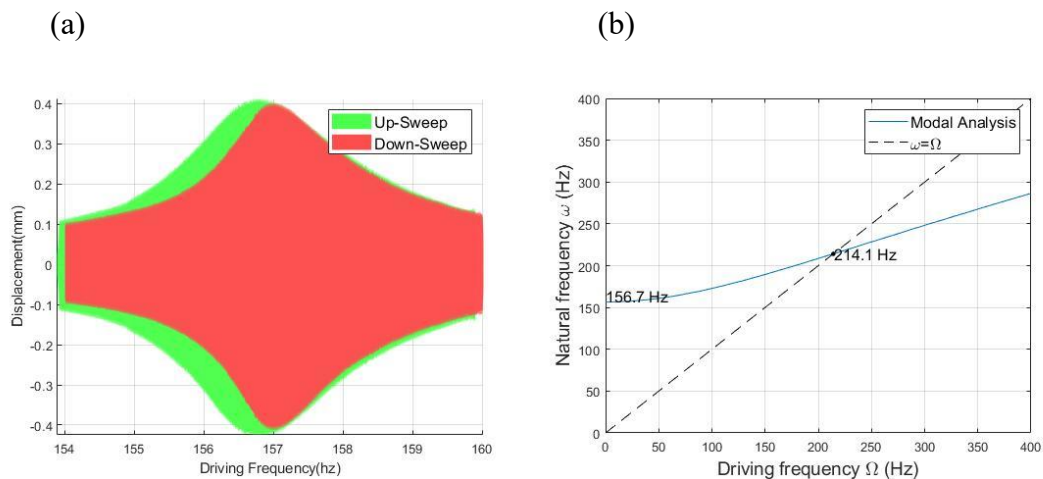 (a)
(b)
0.4
0.3
0.2
0.1
0
-0.1
-0.2
-0.3
-0.4
Displacement(mm)
Up-Sweep
Down-Sweep
154
155
156
157
158
159
160
Driving Frequency(hz)
400
350
300
250
200
150
100
50
0
Natural frequency ω (Hz)
Modal Analysis
ω=Ω
214.1 Hz
156.7 Hz
0
50
100
150
200
250
300
350
400
Driving frequency Ω (Hz)